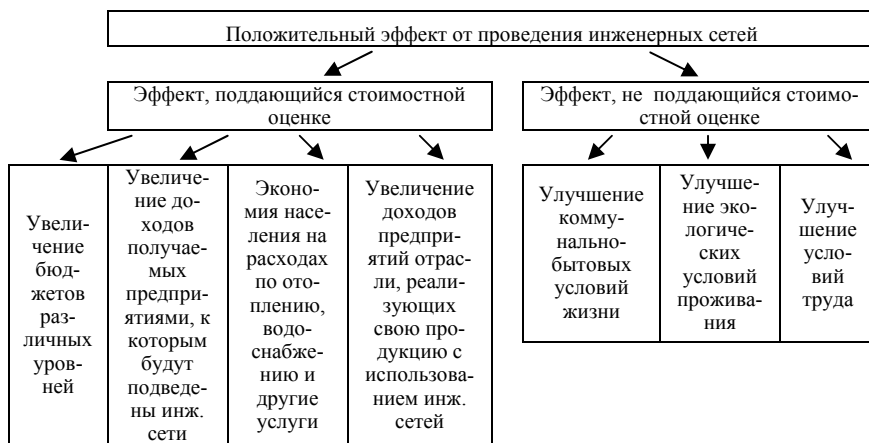 Положительный эффект от проведения инженерных сетей
Эффект, поддающийся стоимостной
оценке
Эффект, не поддающийся стоимо-
стной оценке
Увели-
чение
бюд-
жетов
раз-
личных
уров-
ней
Увеличе-
ние до-
ходов
получае-
мых
предпри-
ятиями, к
которым
будут
подведе-
ны инж.
сети
Эконо-
мия насе-
ления на
расходах
по ото-
плению,
водо-
снабже-
нию и
другие
услуги
Увеличение
доходов
предпри-
ятий отрас-
ли, реали-
зующих
свою про-
дукцию с
использова-
нием инж.
сетей
Улучшение
комму-
нально-
бытовых
условий
жизни
Улучше-
ние эко-
логиче-
ских
условий
прожива-
ния
Улуч-
шение
усло-
вий
труда